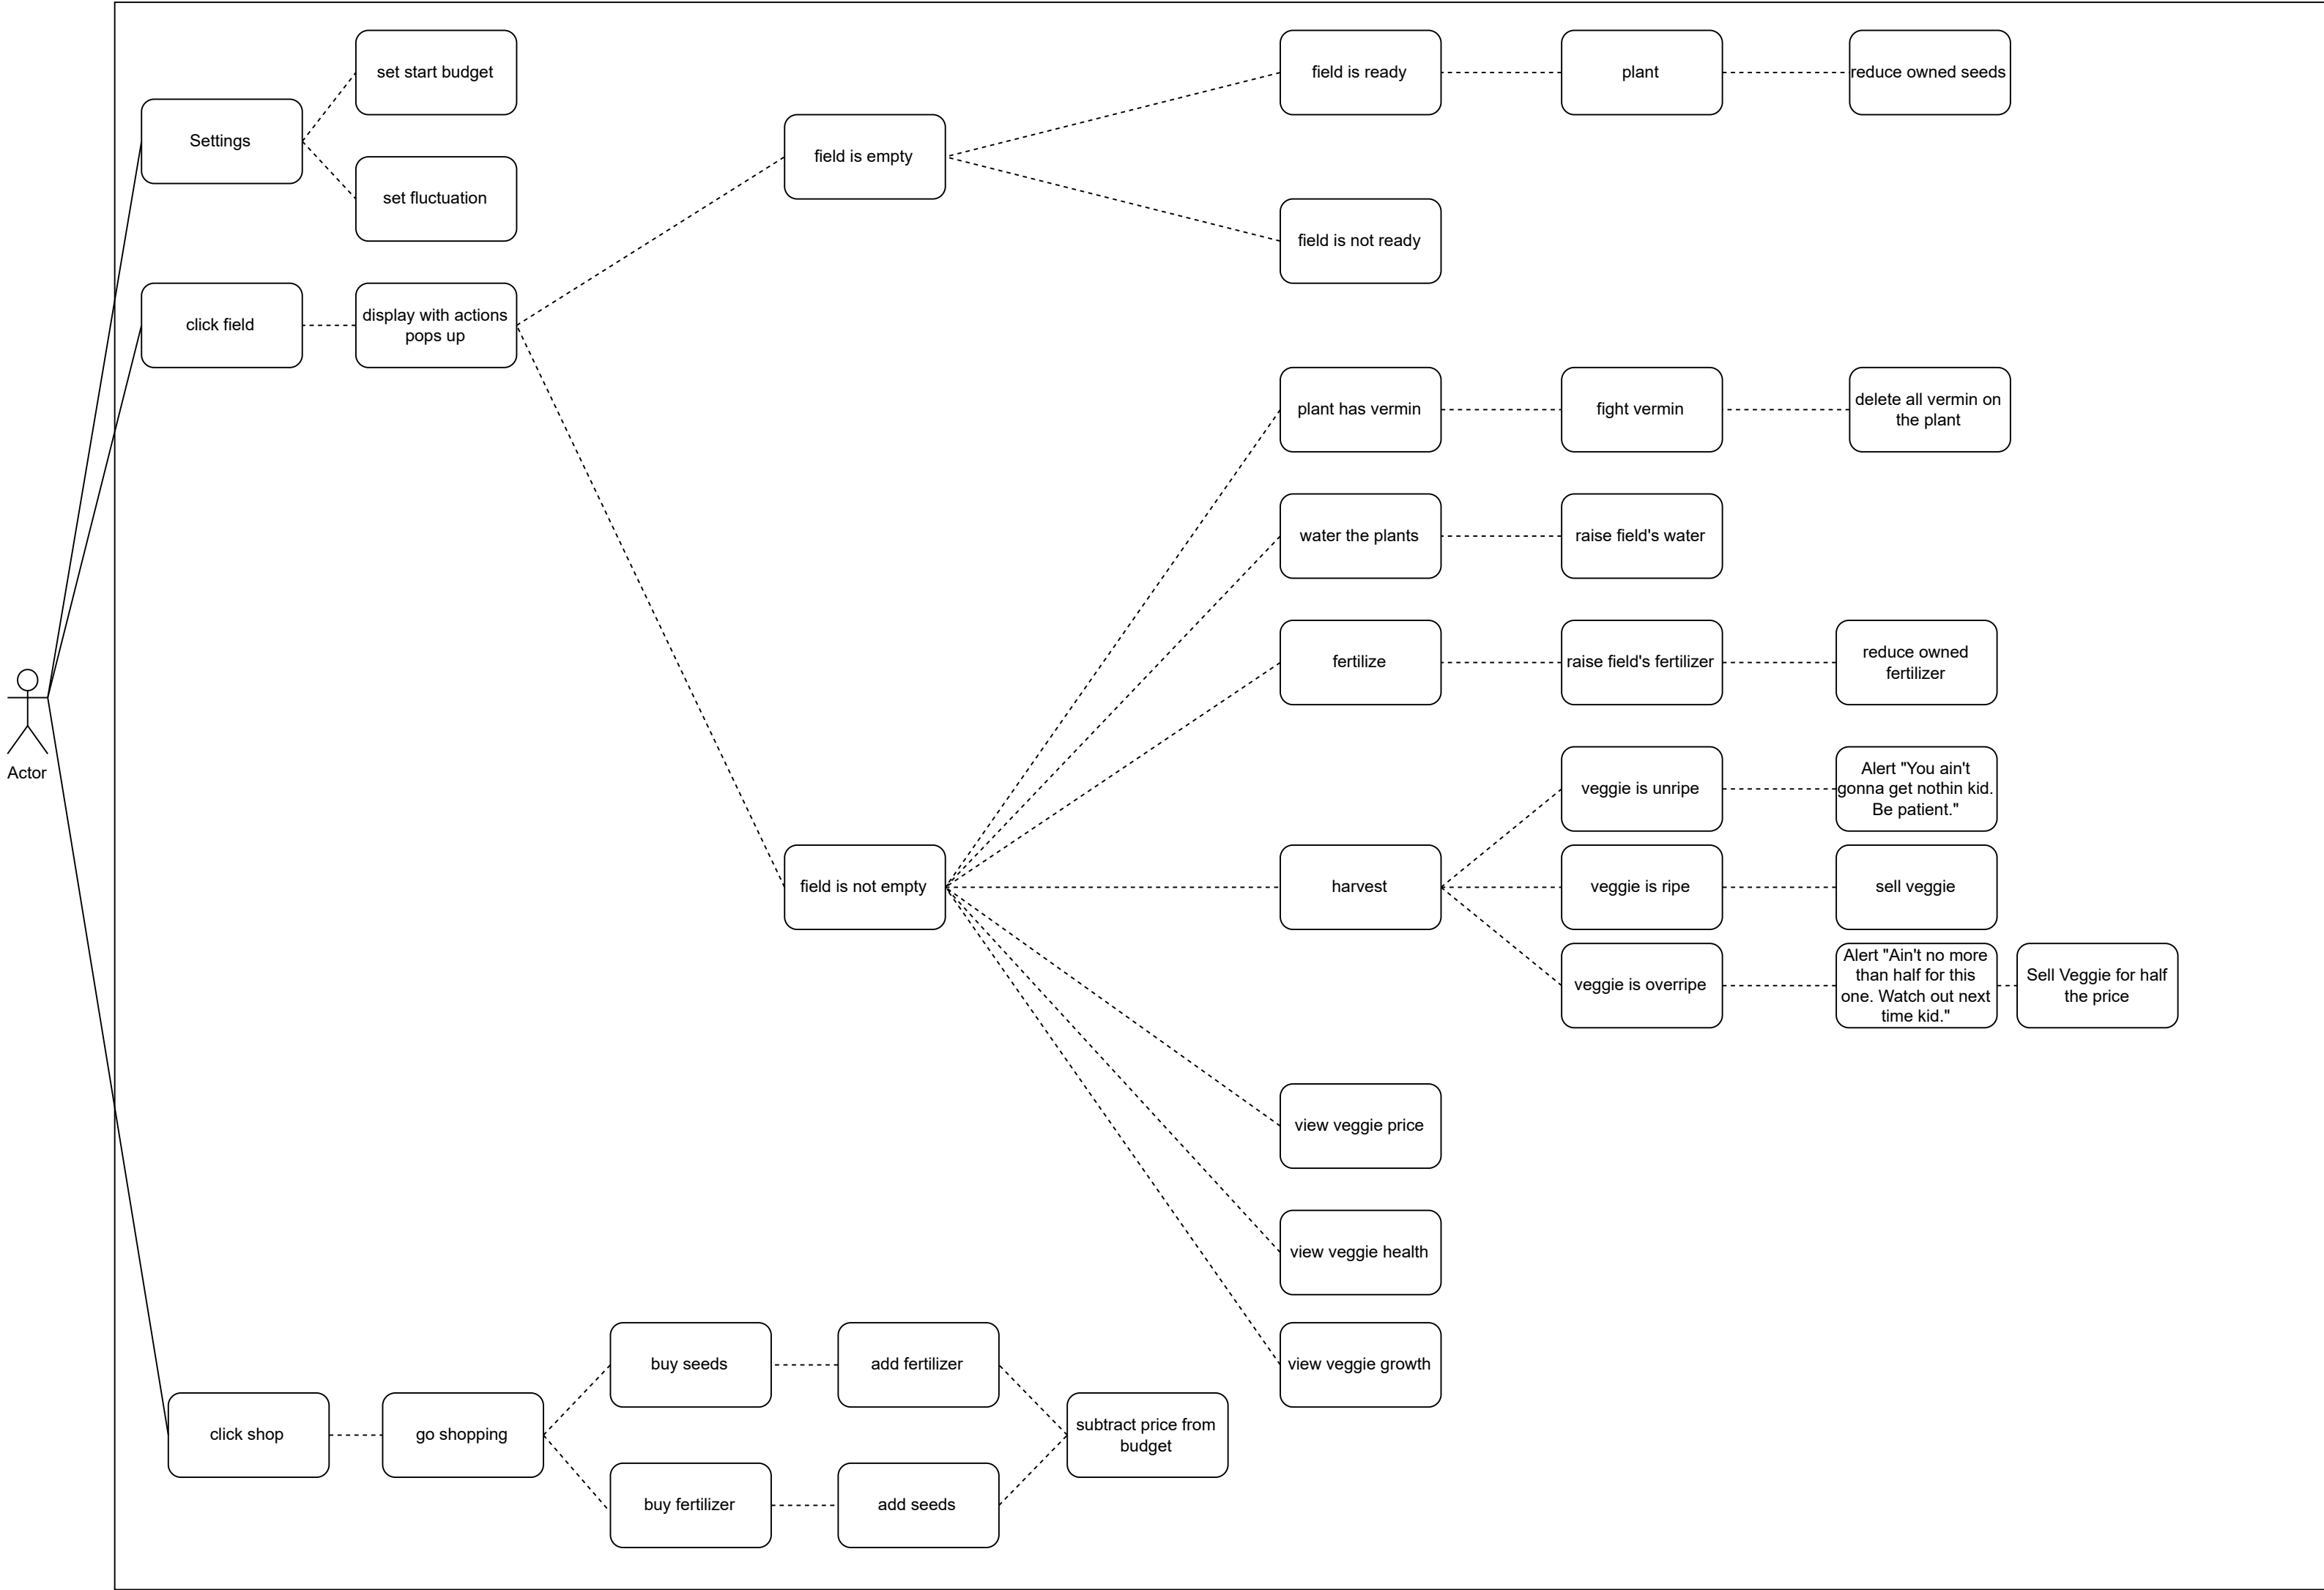 set start budget
Settings
set fluctuation
click field
display with actions
pops up
field is empty
field is ready
plant
reduce owned seeds
field is not ready
plant has vermin
fight vermin
delete all vermin on
the plant
water the plants
raise field's water
fertilize
raise field's fertilizer
reduce owned
fertilizer
Actor
field is not empty
harvest
veggie is unripe
Alert "You ain't
gonna get nothin kid.
Be patient."
veggie is ripe
sell veggie
veggie is overripe
Alert "Ain't no more
than half for this
one. Watch out next
time kid."
Sell Veggie for half
the price
view veggie price
view veggie health
view veggie growth
click shop
go shopping
buy seeds
add fertilizer
buy fertilizer
add seeds
subtract price from
budget